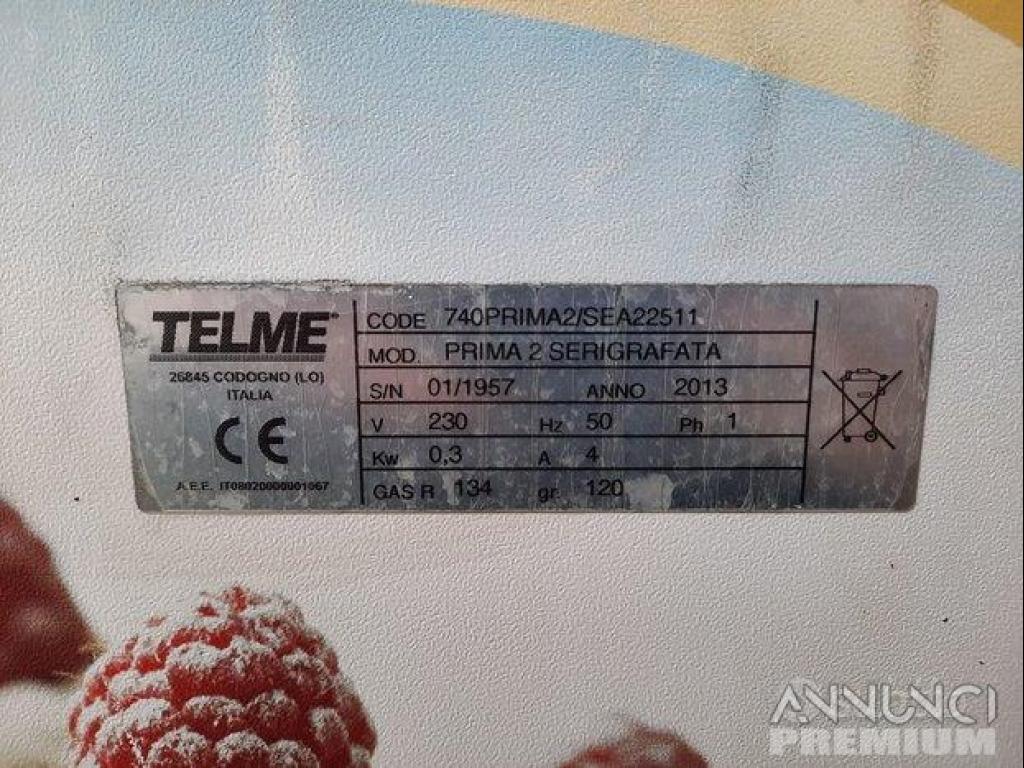 TELME
26845 CODOGNO (LO)
ITALIA
CE
A.E.E. IT08020000001067
CODE 740PRIMA2/SEA22511
MOD. PRIMA 2 SERIGRAFATA
S/N 01/1957 ANNO 2013
V 230 Hz 50 Ph 1
Kw 0,3 A 4
GAS R 134 gr. 120
ANNUNCI
PREMIUM